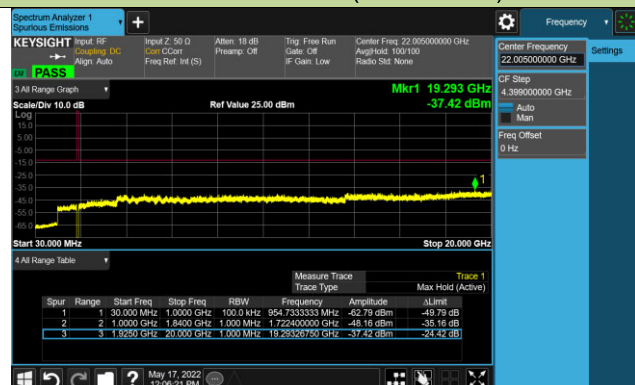 Spectrum Analyzer 1
Spurious Emissions
Frequency
KEYSIGHT
Input: RF
Coupling: DC
Align: Auto
Input Z: 50 Ω
Corr CCorr
Freq Ref: Int (S)
Atten: 18 dB
Preamp: Off
Trig: Free Run
Gate: Off
IF Gain: Low
Center Freq: 22.005000000 GHz
Avg|Hold: 100/100
Radio Std: None
PASS
Center Frequency
22.005000000 GHz
Settings
CF Step
4.399000000 GHz
Auto
Man
Freq Offset
0 Hz
3 All Range Graph
Mkr1 19.293 GHz
Scale/Div 10.0 dB
Ref Value 25.00 dBm
-37.42 dBm
Log
15.0
5.00
-5.00
-15.0
-25.0
-35.0
-45.0
-55.0
-65.0
1
Start 30.000 MHz
Stop 20.000 GHz
4 All Range Table
Measure Trace Trace 1
Trace Type Max Hold (Active)
Spur Range Start Freq Stop Freq RBW Frequency Amplitude ΔLimit
1 1 30.000 MHz 1.0000 GHz 100.0 kHz 954.7333333 MHz -62.79 dBm -49.79 dB
2 2 1.0000 GHz 1.8400 GHz 1.000 MHz 1.722400000 GHz -48.16 dBm -35.16 dB
3 3 1.9250 GHz 20.000 GHz 1.000 MHz 19.29326750 GHz -37.42 dBm -24.42 dB
May 17, 2022
12:06:21 PM